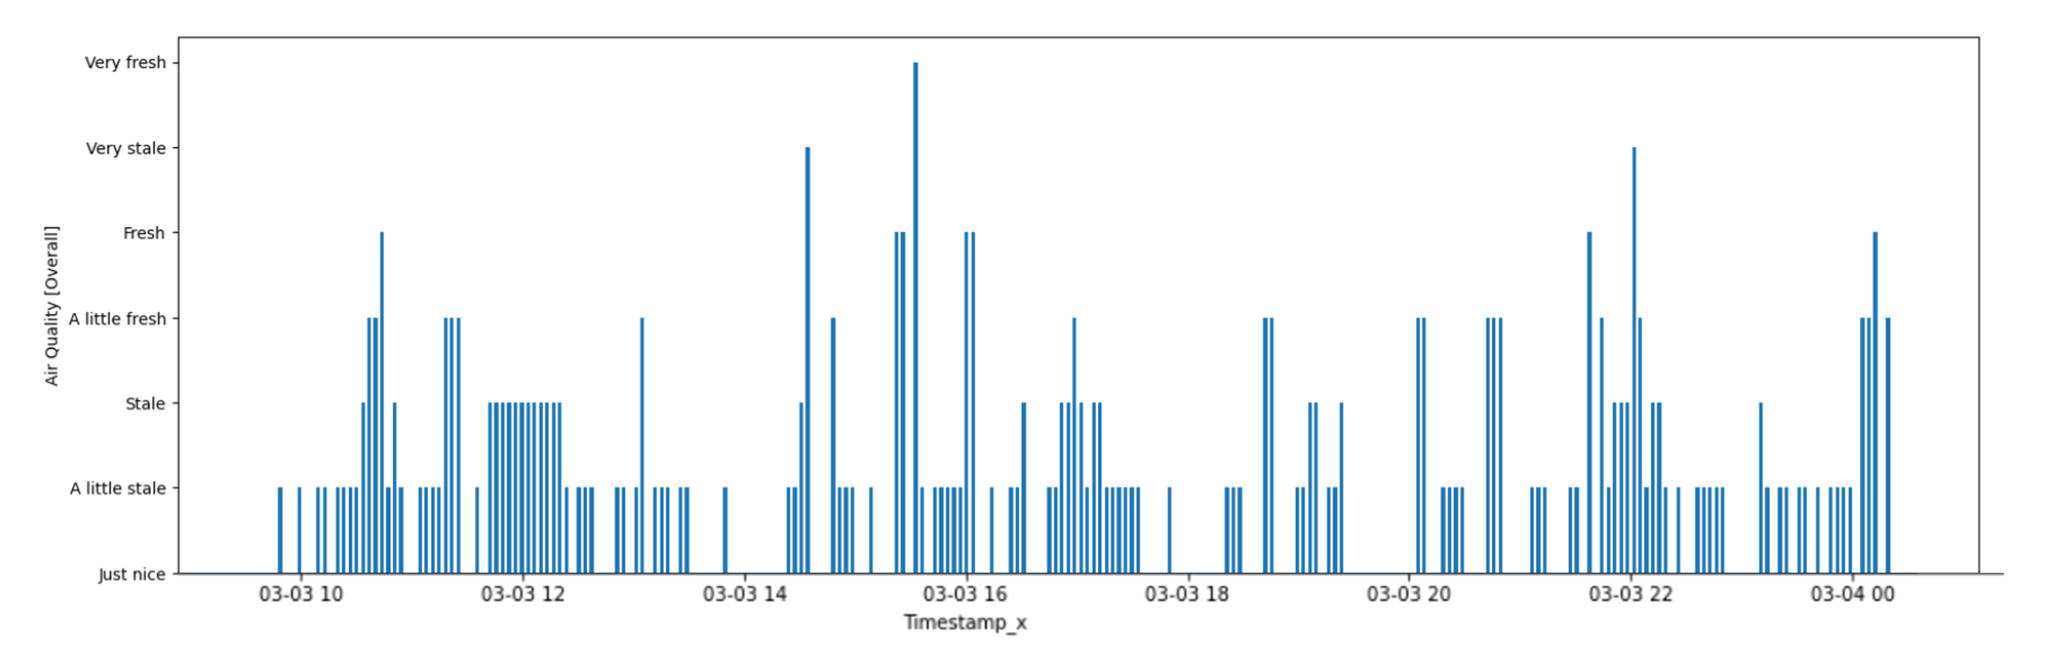 Very fresh
Very stale
Fresh
A little fresh
Stale
A little stale
Just nice
Air Quality [Overall]
03-03 10 03-03 12 03-03 14 03-03 16 03-03 18 03-03 20 03-03 22 03-04 00
Timestamp_x